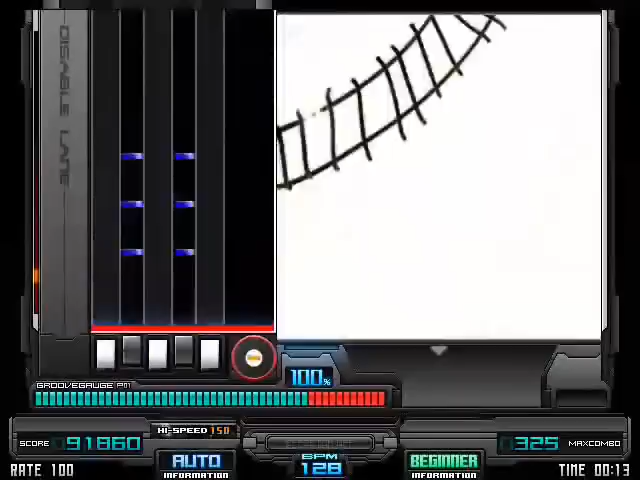 DISABLE LANE
100%
GROOVEGAUGE PM
SCORE 91860
HI-SPEED 150
325 MAXCOMBO
BPM
128
RATE 100
AUTO
INFORMATION
BEGINNER
INFORMATION
TIME 00:13